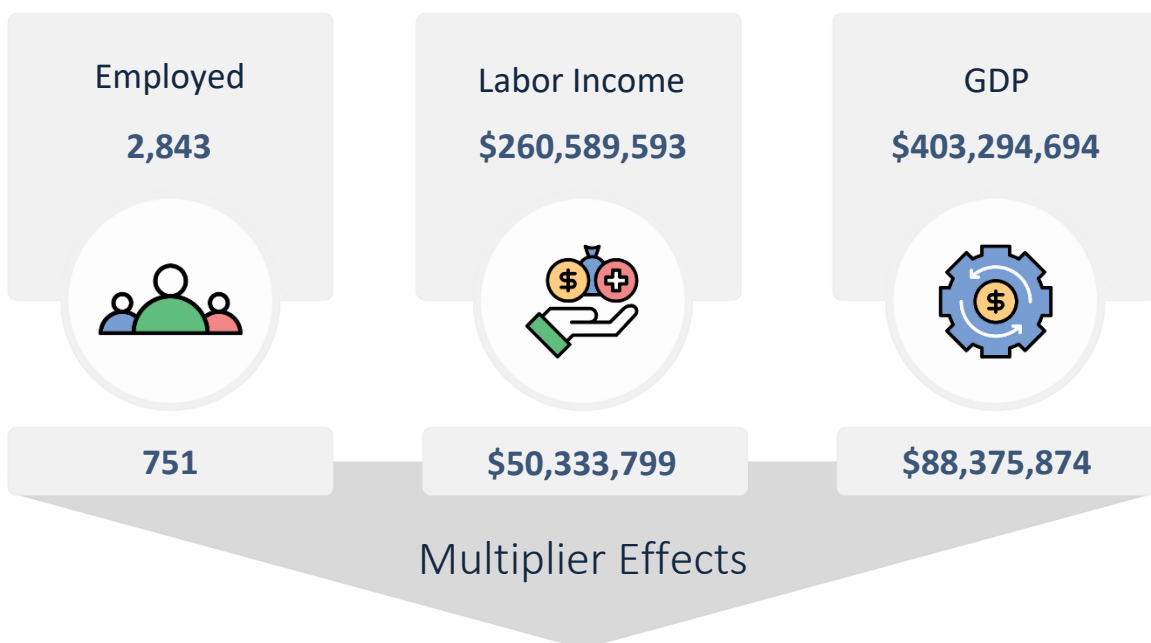 Employed
2,843
Labor Income
$260,589,593
GDP
$403,294,694
$
$
751
$50,333,799
$88,375,874
Multiplier Effects